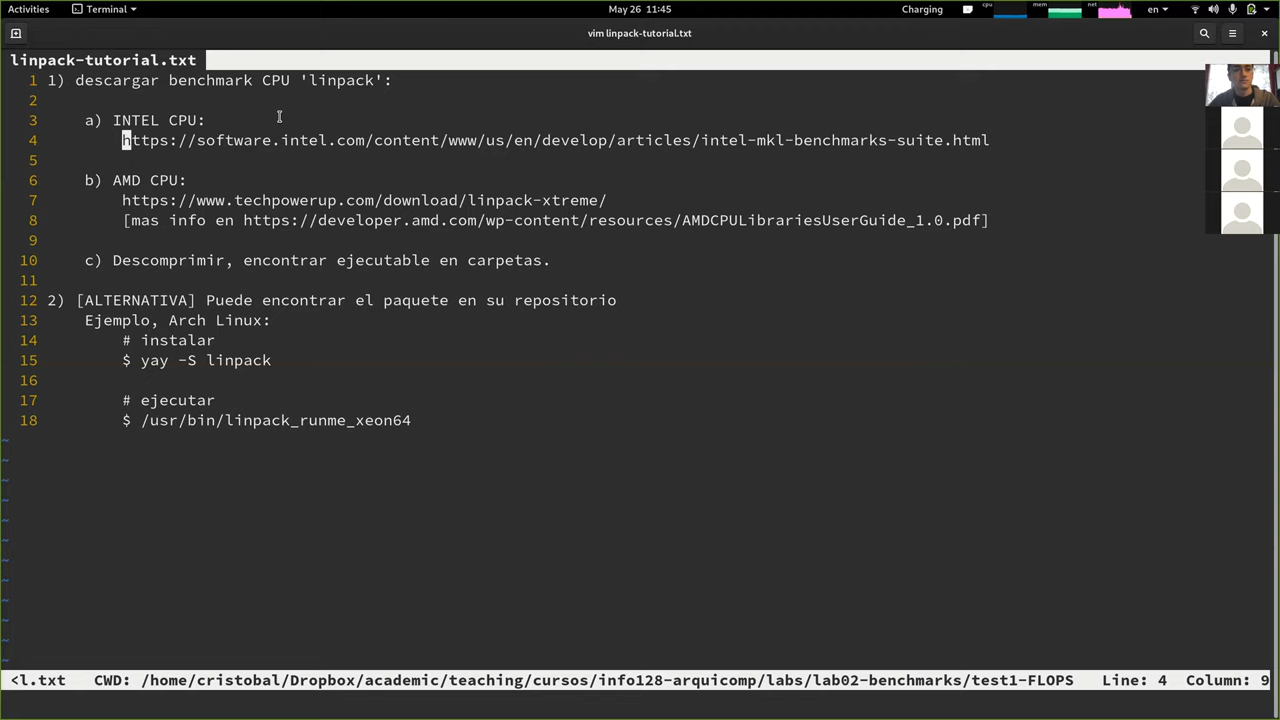 Activities Terminal May 26 11:45 Charging cpu mem net en
vim linpack-tutorial.txt
linpack-tutorial.txt
1 1) descargar benchmark CPU 'linpack':
2
3 a) INTEL CPU:
4 https://software.intel.com/content/www/us/en/develop/articles/intel-mkl-benchmarks-suite.html
5
6 b) AMD CPU:
7 https://www.techpowerup.com/download/linpack-xtreme/
8 [mas info en https://developer.amd.com/wp-content/resources/AMDCPULibrariesUserGuide_1.0.pdf]
9
10 c) Descomprimir, encontrar ejecutable en carpetas.
11
12 2) [ALTERNATIVA] Puede encontrar el paquete en su repositorio
13 Ejemplo, Arch Linux:
14 # instalar
15 $ yay -S linpack
16
17 # ejecutar
18 $ /usr/bin/linpack_runme_xeon64
~
~
~
~
~
~
~
~
~
~
~
~
<l.txt CWD: /home/cristobal/Dropbox/academic/teaching/cursos/info128-arquicomp/labs/lab02-benchmarks/test1-FLOPS Line: 4 Column: 9